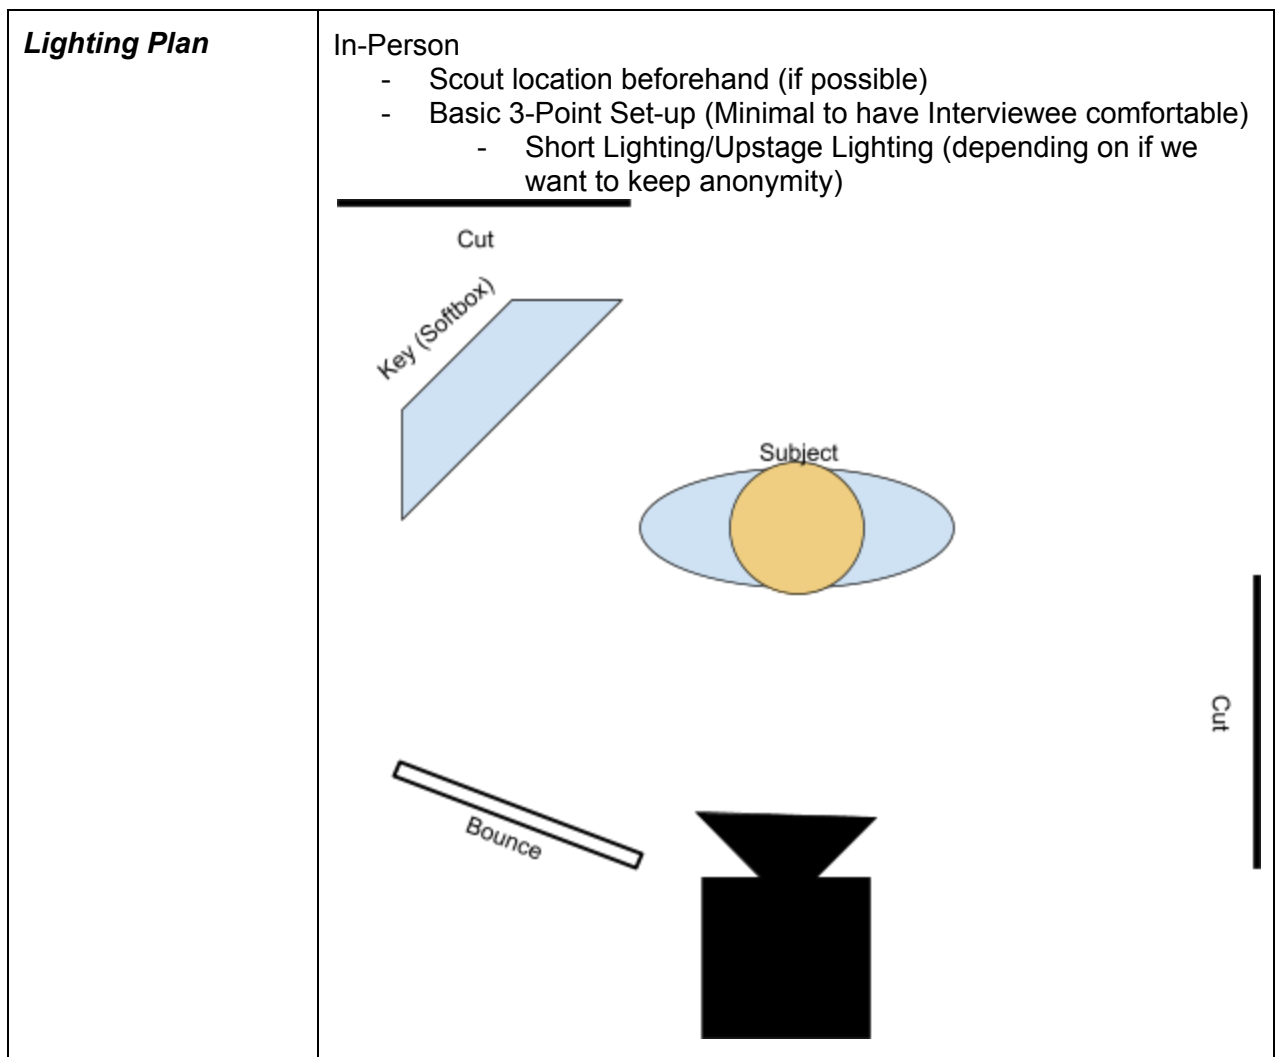 Lighting Plan
In-Person
- Scout location beforehand (if possible)
- Basic 3-Point Set-up (Minimal to have Interviewee comfortable)
- Short Lighting/Upstage Lighting (depending on if we
want to keep anonymity)
Cut
Key (Softbox)
Subject
Cut
Bounce